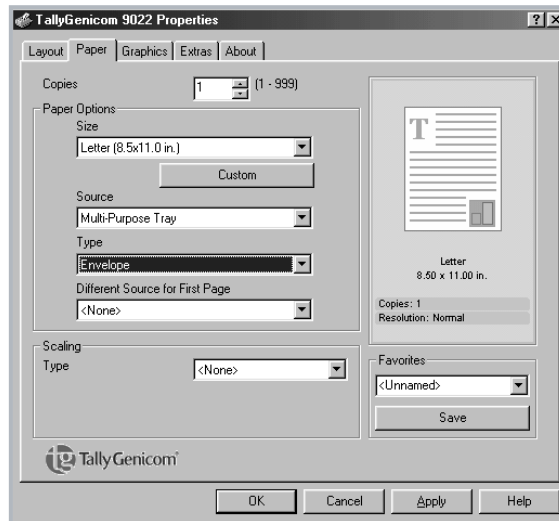 TallyGenicom 9022 Properties
Layout Paper Graphics Extras About
Copies 1 (1 - 999)
Paper Options
Size
Letter (8.5x11.0 in.)
Custom
Source
Multi-Purpose Tray
Type
Envelope
Different Source for First Page
<None>
Scaling
Type <None>
T
Letter
8.50 x 11.00 in.
Copies: 1
Resolution: Normal
Favorites
<Unnamed>
Save
tg TallyGenicom
OK Cancel Apply Help